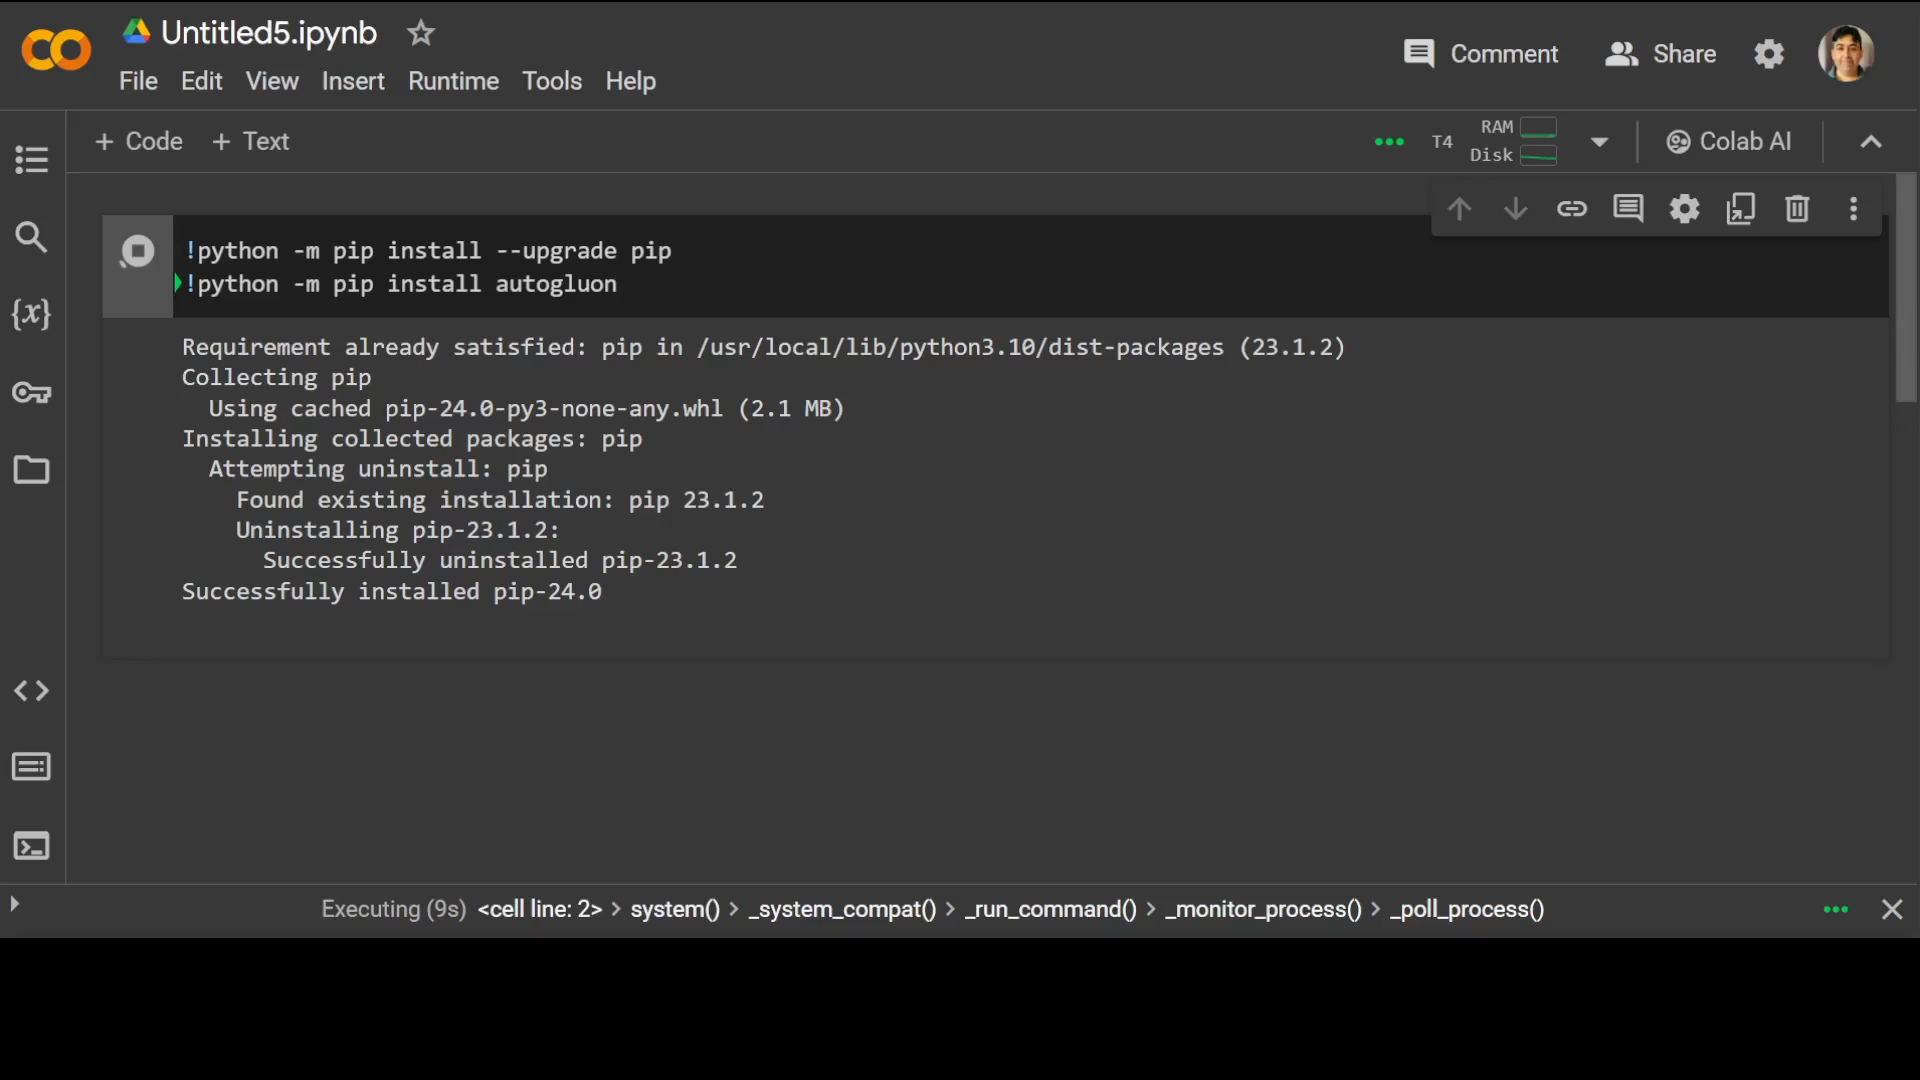 Untitled5.ipynb
File Edit View Insert Runtime Tools Help
Comment Share
+ Code + Text
T4 RAM Disk Colab AI
!python -m pip install --upgrade pip
!python -m pip install autogluon
Requirement already satisfied: pip in /usr/local/lib/python3.10/dist-packages (23.1.2)
Collecting pip
  Using cached pip-24.0-py3-none-any.whl (2.1 MB)
Installing collected packages: pip
  Attempting uninstall: pip
    Found existing installation: pip 23.1.2
    Uninstalling pip-23.1.2:
      Successfully uninstalled pip-23.1.2
Successfully installed pip-24.0
{x}
Executing (9s) <cell line: 2> > system() > _system_compat() > _run_command() > _monitor_process() > _poll_process()